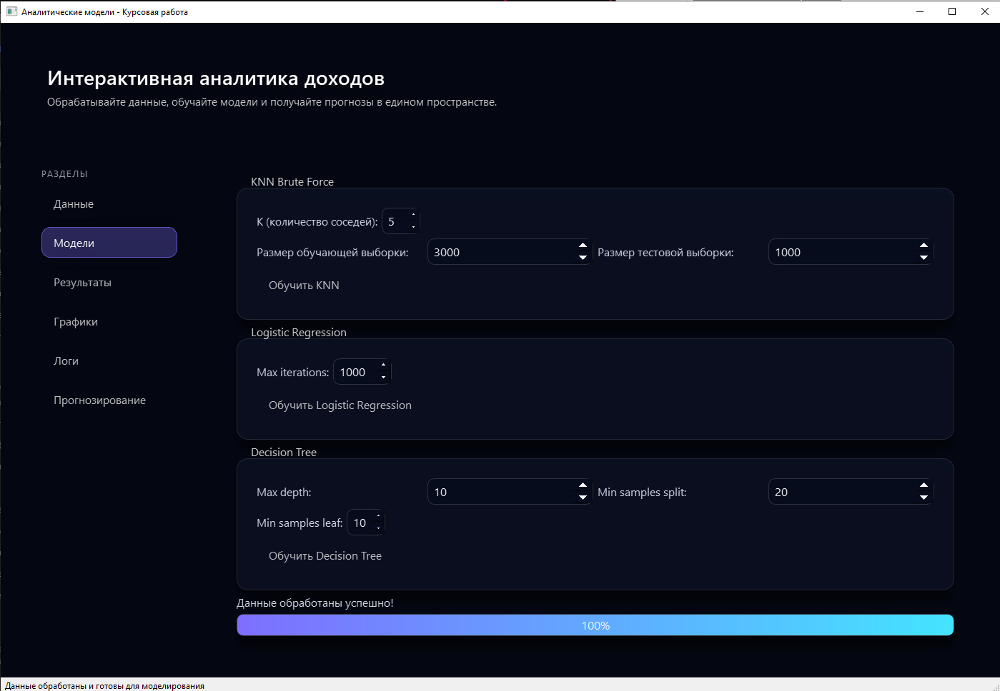 Аналитические модели - Курсовая работа
Интерактивная аналитика доходов
Обрабатывайте данные, обучайте модели и получайте прогнозы в едином пространстве.
РАЗДЕЛЫ
Данные
Модели
Результаты
Графики
Логи
Прогнозирование
KNN Brute Force
K (количество соседей): 5
Размер обучающей выборки: 3000 Размер тестовой выборки: 1000
Обучить KNN
Logistic Regression
Max iterations: 1000
Обучить Logistic Regression
Decision Tree
Max depth: 10 Min samples split: 20
Min samples leaf: 10
Обучить Decision Tree
Данные обработаны успешно!
100%
Данные обработаны и готовы для моделирования